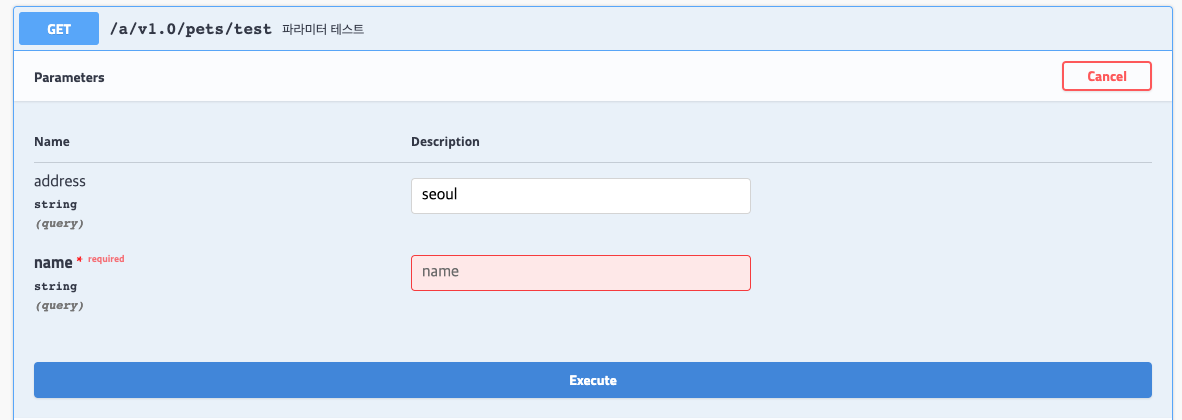 GET /a/v1.0/pets/test 파라미터 테스트
Parameters Cancel
Name Description
address seoul
string
(query)
name * required name
string
(query)
Execute